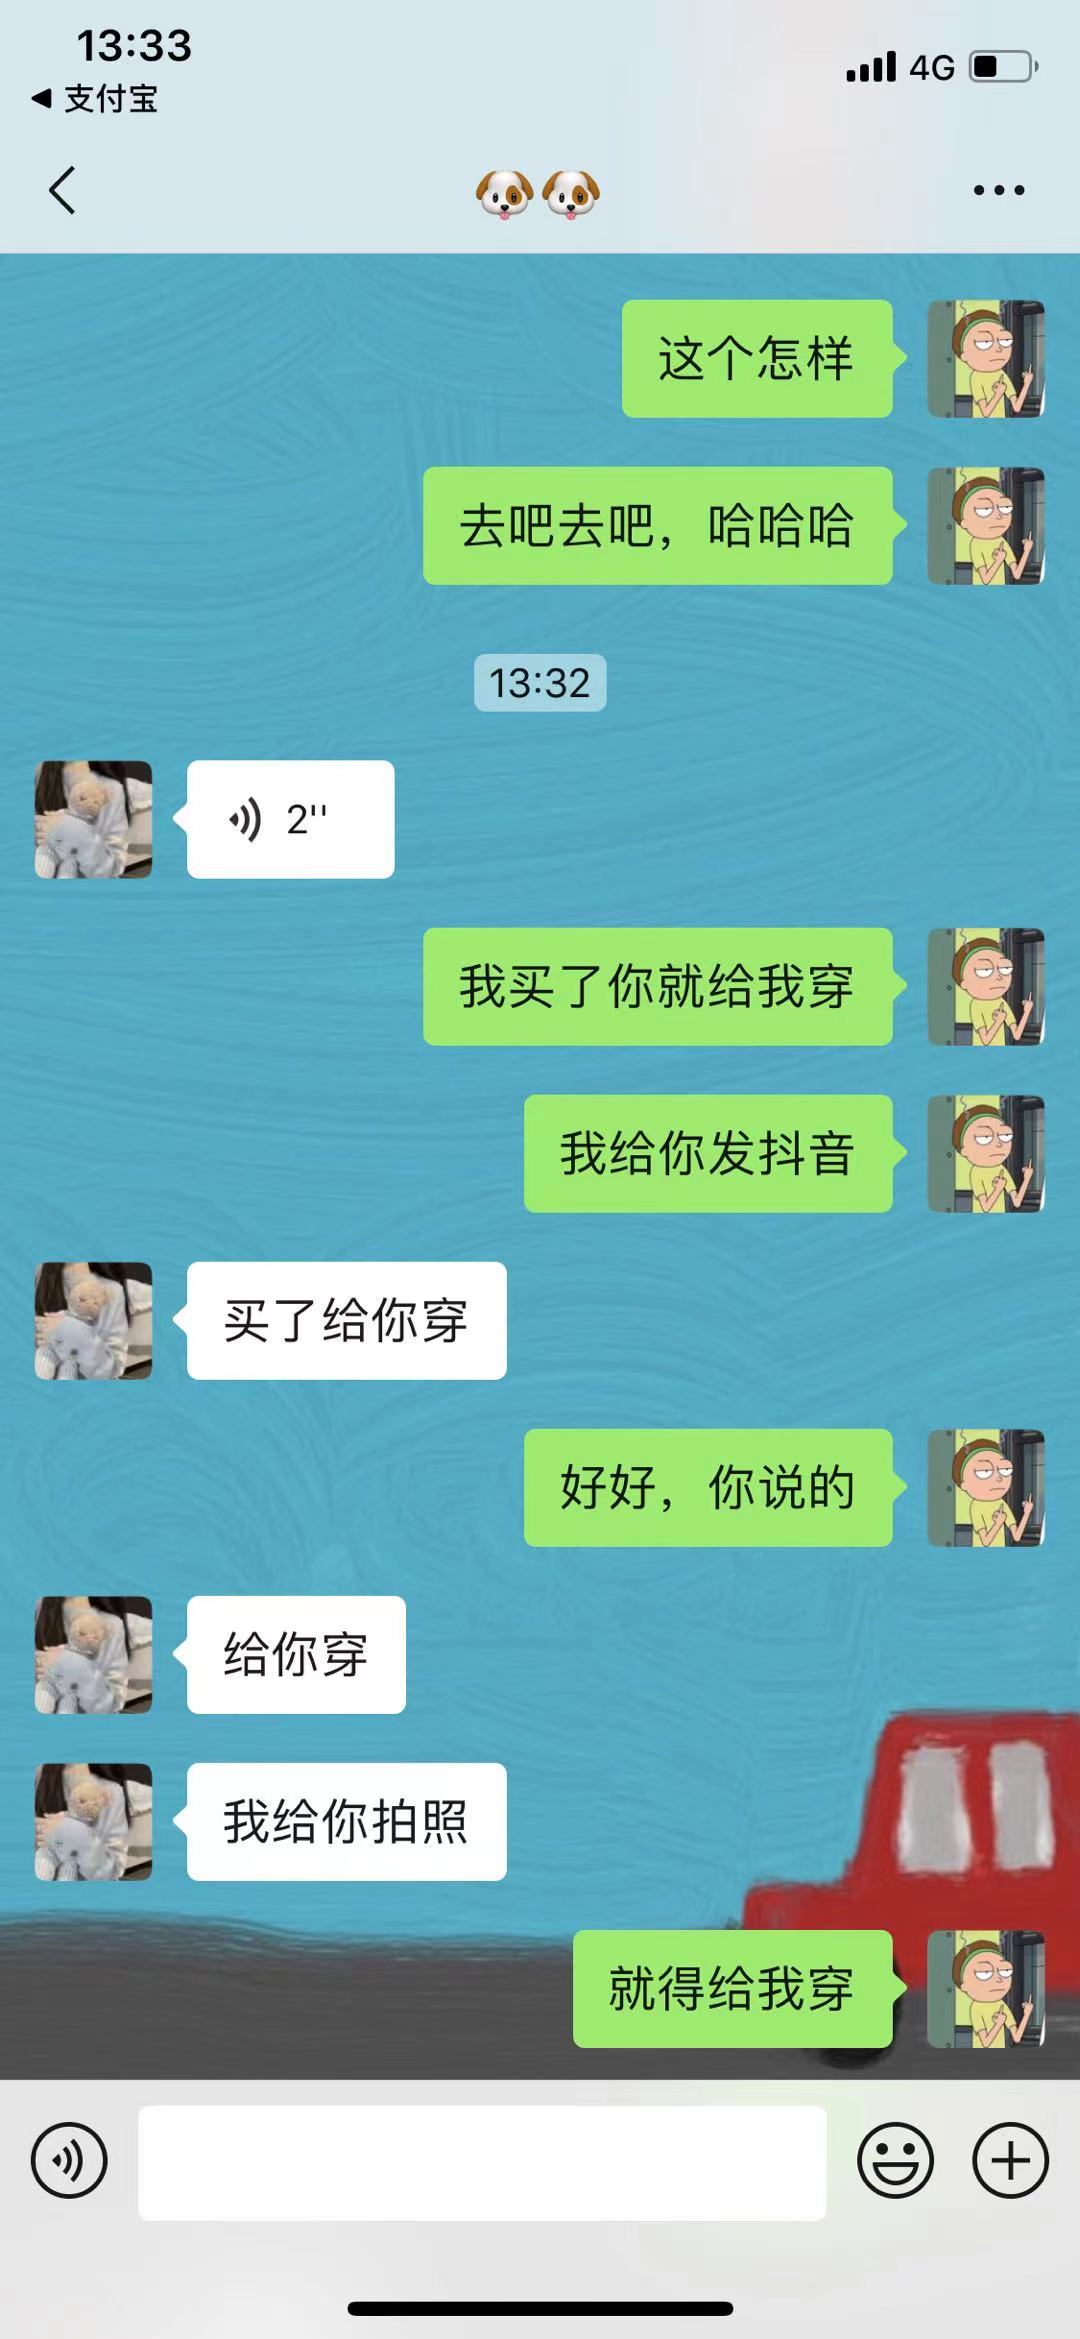 13:33
4G
支付宝
🐶🐶
这个怎样
去吧去吧，哈哈哈
13:32
2''
我买了你就给我穿
我给你发抖音
买了给你穿
好好，你说的
给你穿
我给你拍照
就得给我穿